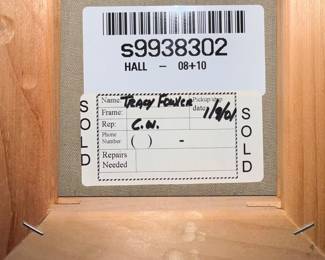 s9938302
HALL - 08+10
SOLD
Name: Tracy Fowler
Pickup/ship date: 1/9/01
Frame:
Rep: C.W.
Phone Number ( ) -
Repairs Needed
SOLD